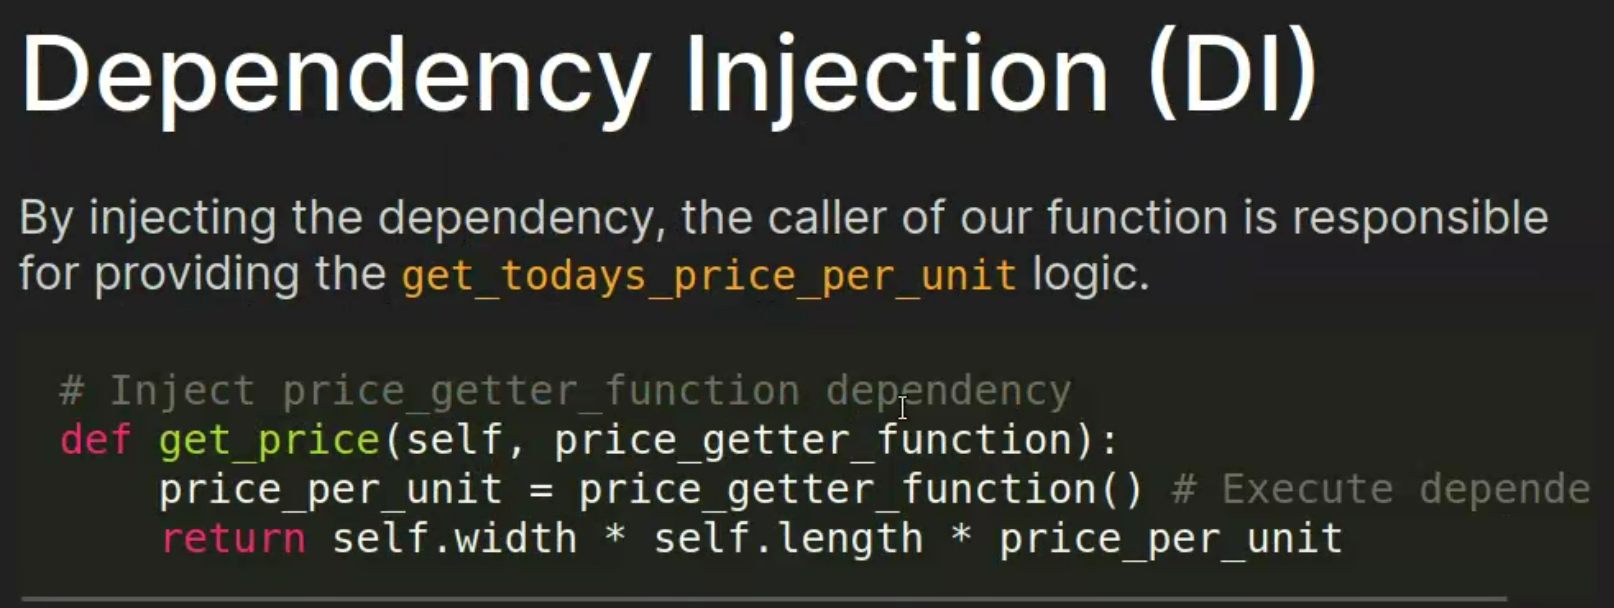 Dependency Injection (DI)
By injecting the dependency, the caller of our function is responsible
for providing the get_todays_price_per_unit logic.
# Inject price_getter_function dependency
def get_price(self, price_getter_function):
    price_per_unit = price_getter_function() # Execute depende
    return self.width * self.length * price_per_unit